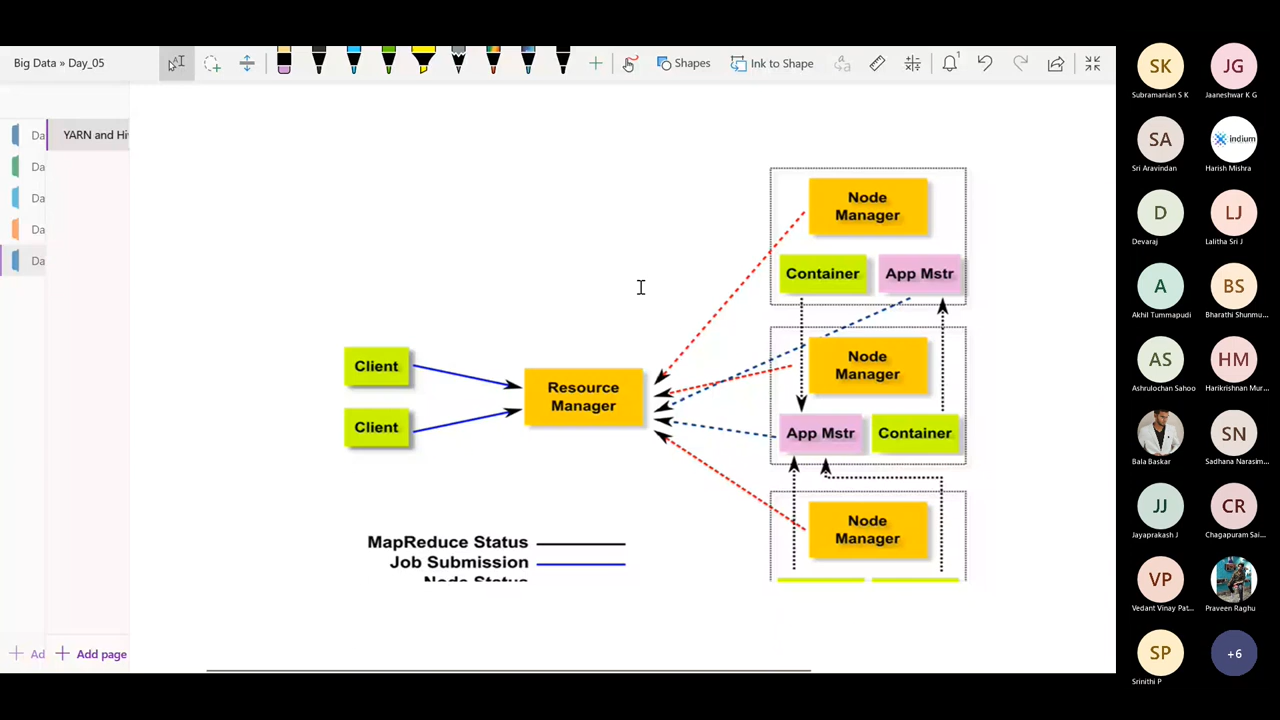 Big Data » Day_05
Shapes
Ink to Shape
1
Da
YARN and Hi
Da
Da
Da
Da
Ad
Add page
Node
Manager
Container
App Mstr
Client
Client
Resource
Manager
Node
Manager
App Mstr
Container
Node
Manager
MapReduce Status
Job Submission
Node Status
SK
Subramanian S K
JG
Jaaneshwar K G
SA
Sri Aravindan
indium
Harish Mishra
D
Devaraj
LJ
Lalitha Sri J
A
Akhil Tummapudi
BS
Bharathi Shunmu...
AS
Ashrulochan Sahoo
HM
Harikrishnan Mur...
Bala Baskar
SN
Sadhana Narasim...
JJ
Jayaprakash J
CR
Chagapuram Sai...
VP
Vedant Vinay Pat...
Praveen Raghu
SP
Srinithi P
+6